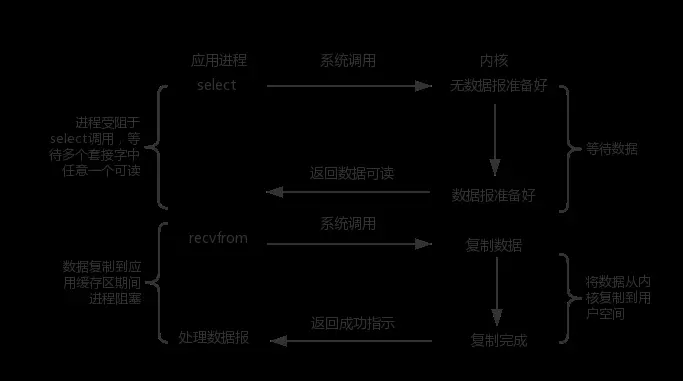 应用进程
系统调用
内核
select
无数据报准备好
进程受阻于
select调用，等
待多个套接字中
任意一个可读
等待数据
返回数据可读
数据报准备好
系统调用
recvfrom
复制数据
数据复制到应
用缓存区期间
进程阻塞
将数据从内
核复制到用
户空间
返回成功指示
处理数据报
复制完成